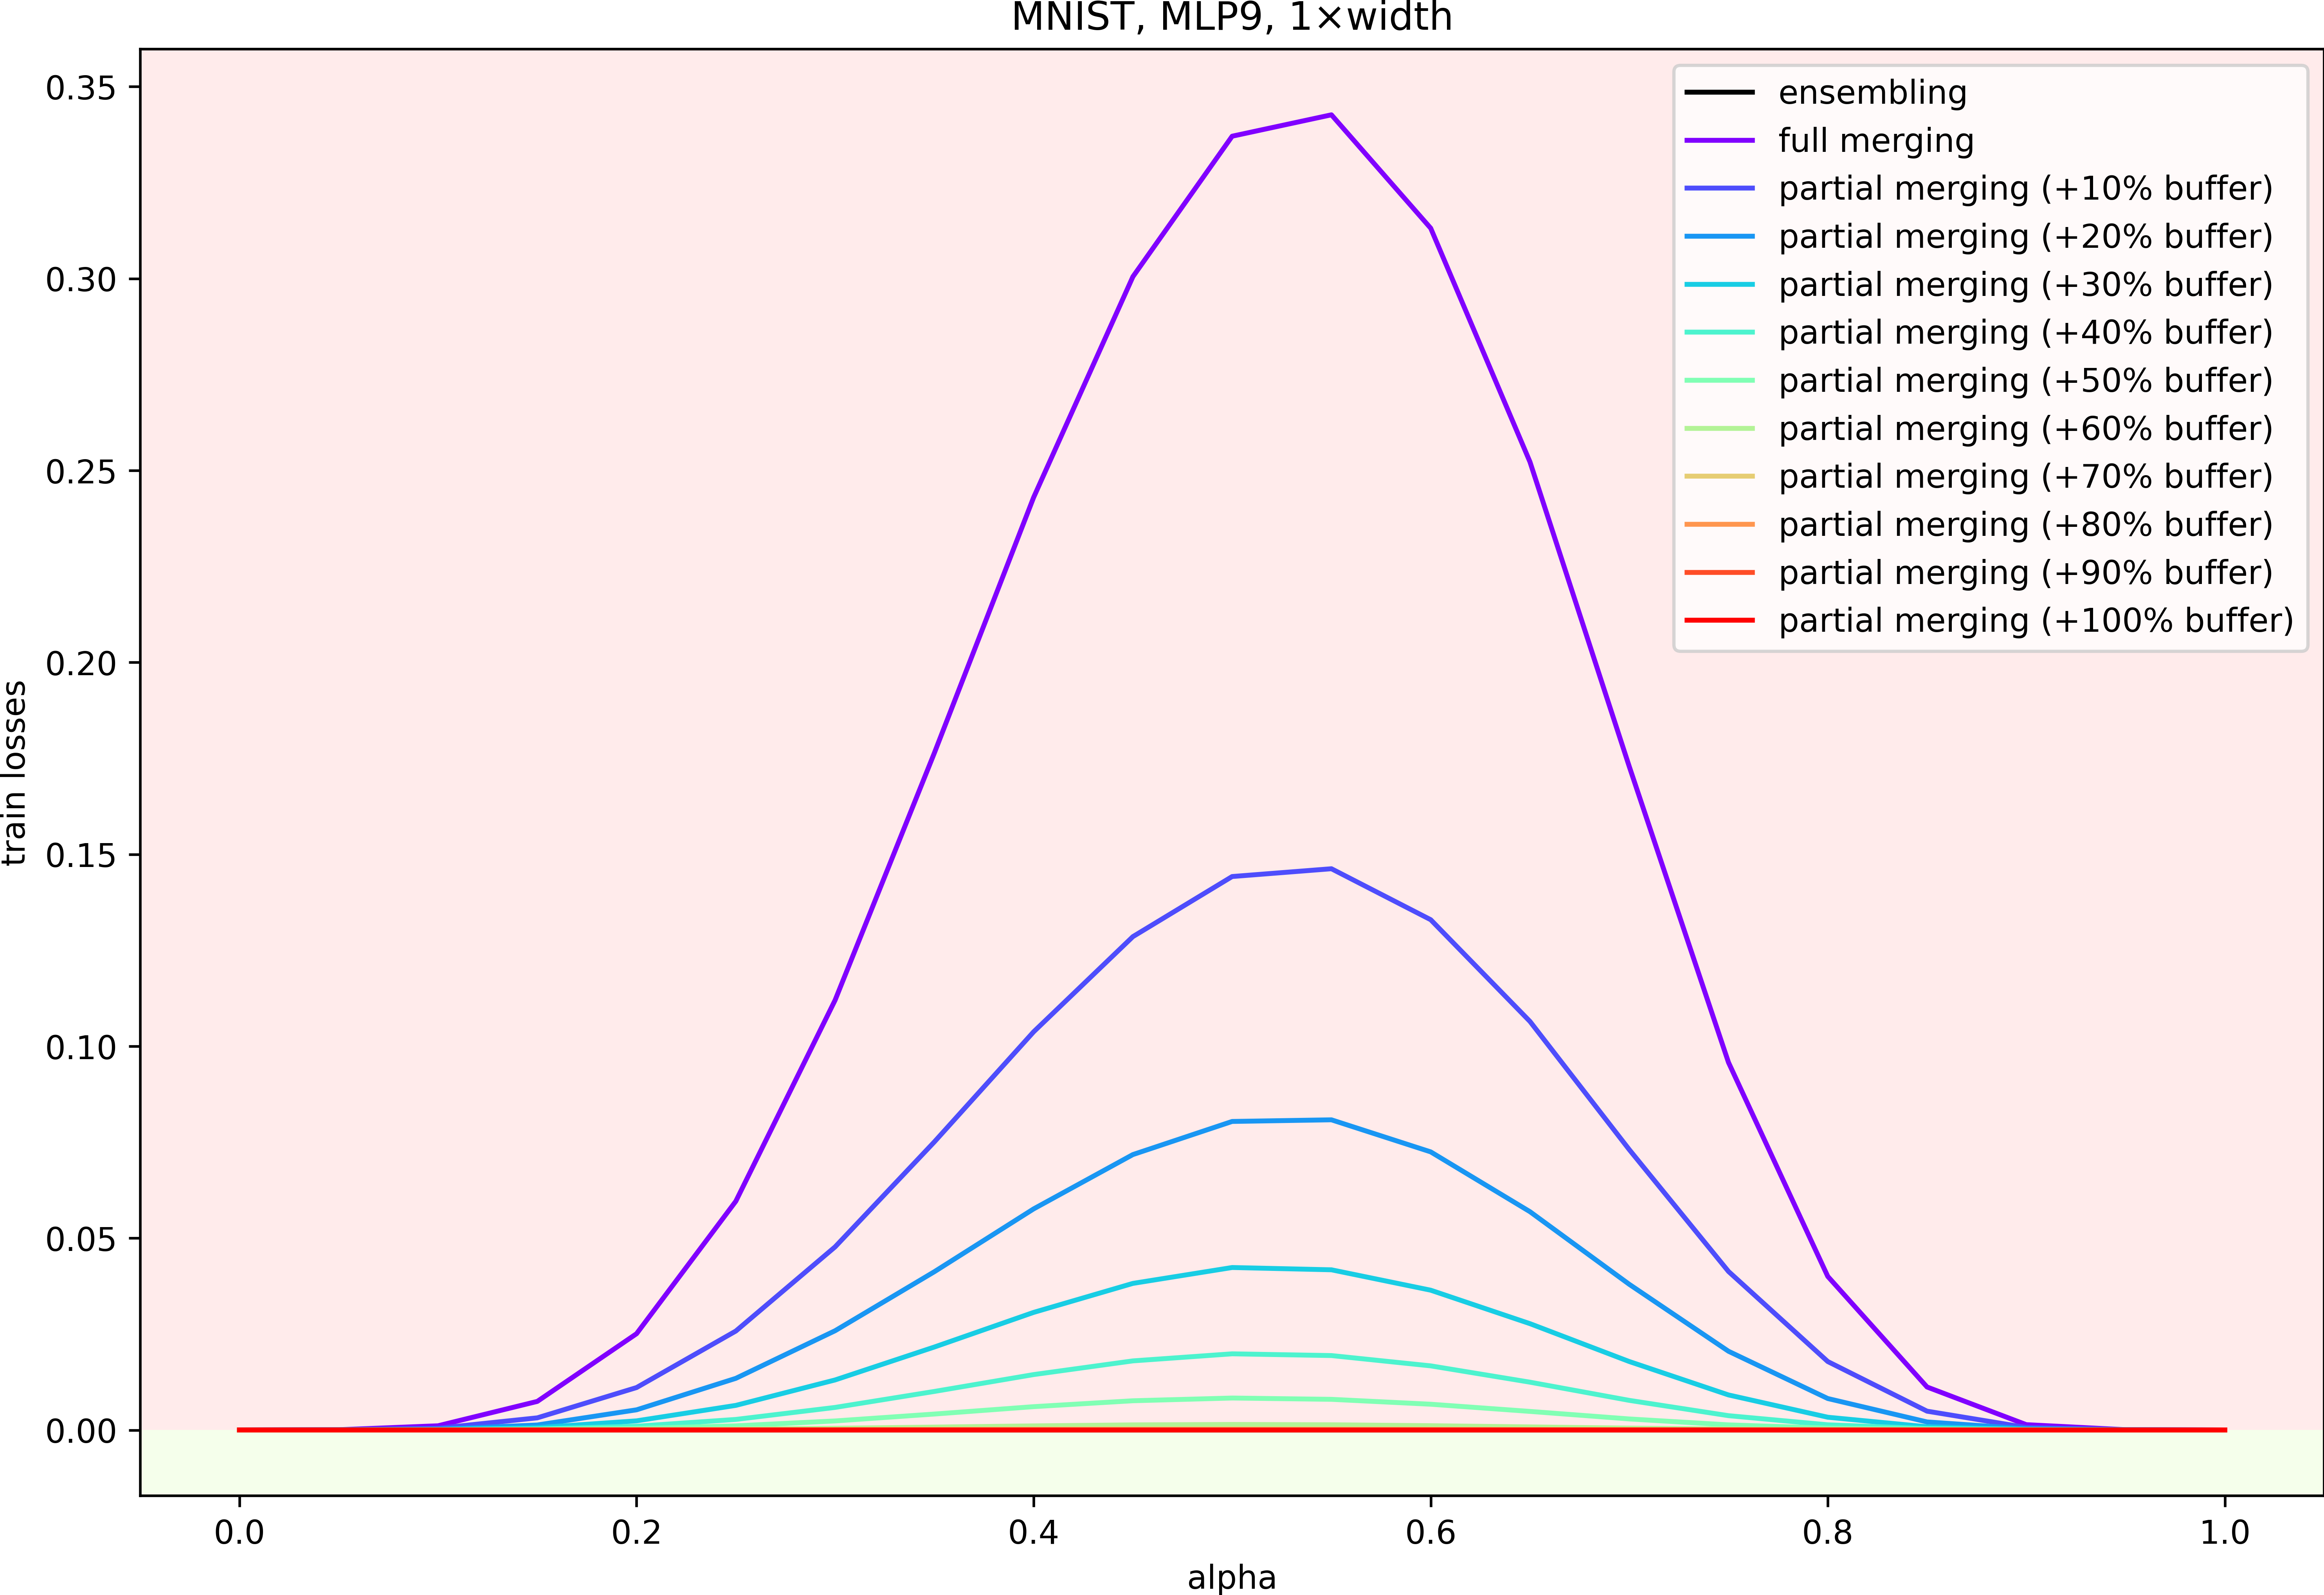 MNIST, MLP9, 1×width
ensembling
full merging
partial merging (+10% buffer)
partial merging (+20% buffer)
partial merging (+30% buffer)
partial merging (+40% buffer)
partial merging (+50% buffer)
partial merging (+60% buffer)
partial merging (+70% buffer)
partial merging (+80% buffer)
partial merging (+90% buffer)
partial merging (+100% buffer)
train losses
0.35
0.30
0.25
0.20
0.15
0.10
0.05
0.00
0.0 0.2 0.4 0.6 0.8 1.0
alpha